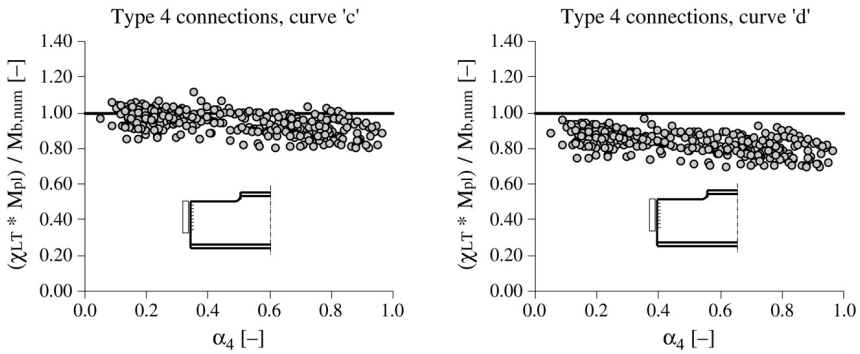 Type 4 connections, curve 'c'
(χLT * Mpl) / Mb,num [–]
1.40
1.20
1.00
0.80
0.60
0.40
0.20
0.00
0.0 0.2 0.4 0.6 0.8 1.0
α4 [–]
Type 4 connections, curve 'd'
(χLT * Mpl) / Mb,num [–]
1.40
1.20
1.00
0.80
0.60
0.40
0.20
0.00
0.0 0.2 0.4 0.6 0.8 1.0
α4 [–]